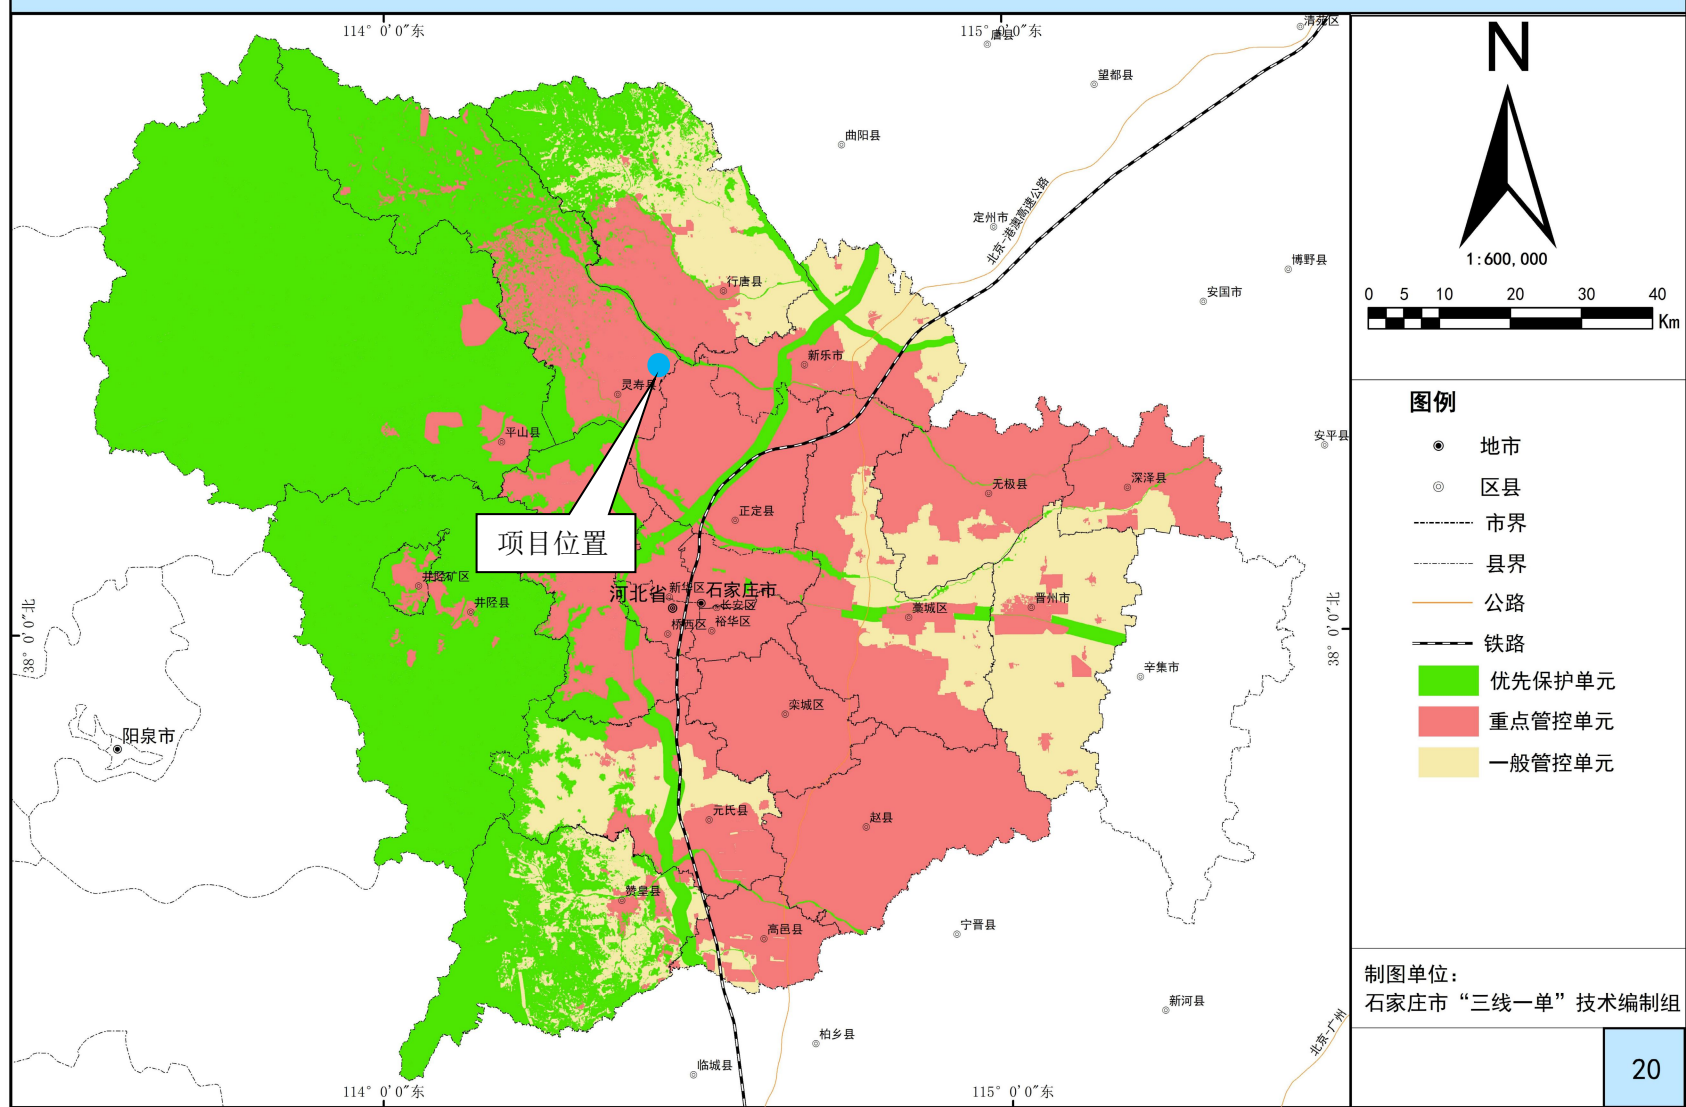 114° 0′0″东
115° 0′0″东
清苑区
唐县
望都县
曲阳县
定州市
北京-港澳高速公路
博野县
安国市
行唐县
新乐市
灵寿县
平山县
安平县
深泽县
无极县
正定县
项目位置
井陉矿区
井陉县
河北省
新华区
石家庄市
长安区
桥西区
裕华区
藁城区
晋州市
辛集市
38° 0′0″北
38° 0′0″北
阳泉市
栾城区
元氏县
赵县
赞皇县
高邑县
宁晋县
新河县
柏乡县
临城县
北京-广州
114° 0′0″东
115° 0′0″东
N
1:600,000
0 5 10 20 30 40
Km
图例
地市
区县
市界
县界
公路
铁路
优先保护单元
重点管控单元
一般管控单元
制图单位：
石家庄市“三线一单”技术编制组
20